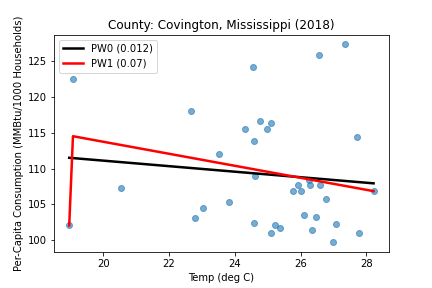 County: Covington, Mississippi (2018)
PW0 (0.012)
PW1 (0.07)
Per-Capita Consumption (MMBtu/1000 Households)
125
120
115
110
105
100
20
22
24
26
28
Temp (deg C)